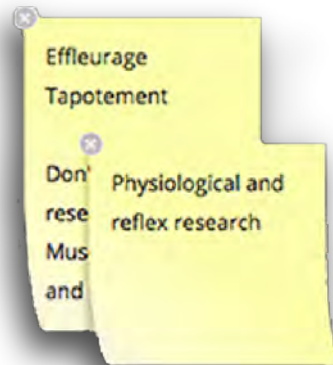 Effleurage
Tapotement
Don'
rese
Mus
and
Physiological and
reflex research